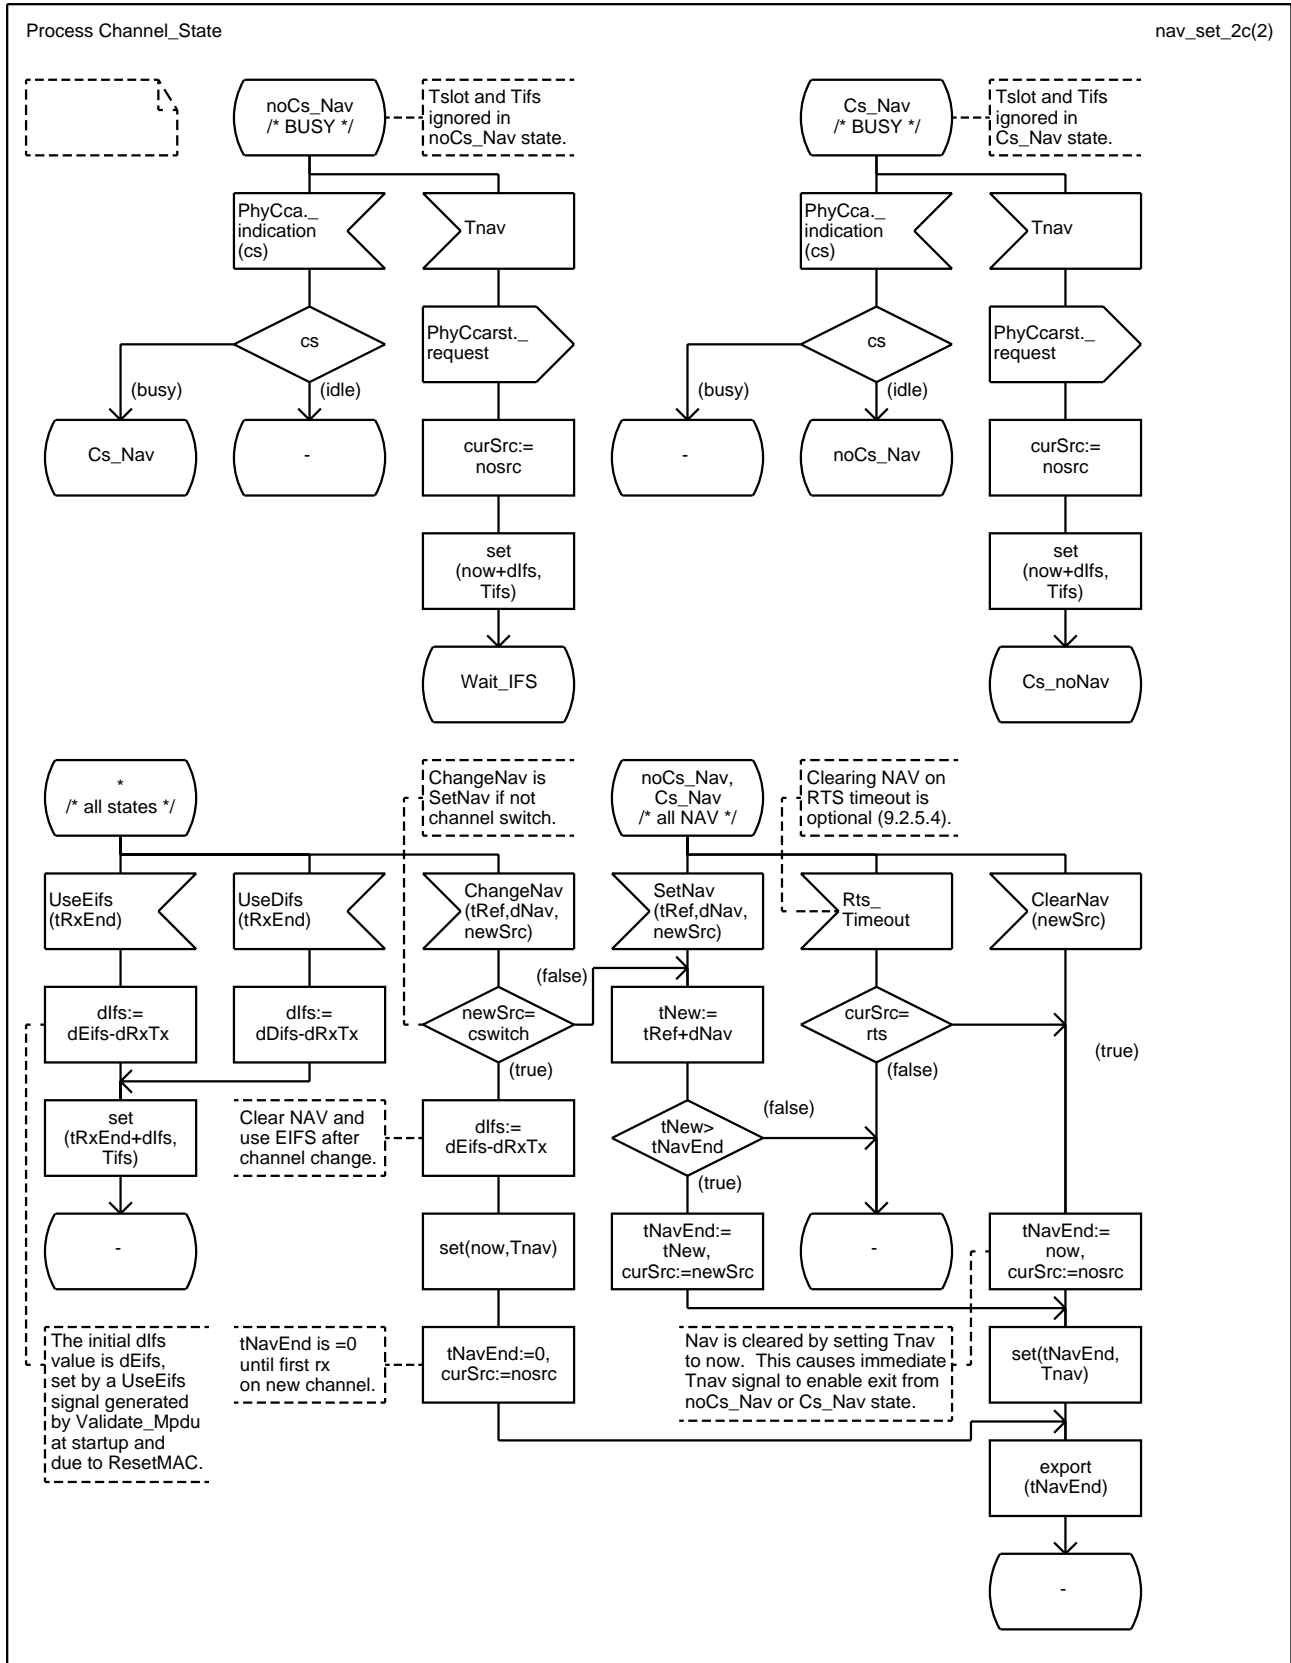 Process Channel_State
nav_set_2c(2)
noCs_Nav
/* BUSY */
Tslot and Tifs
ignored in
noCs_Nav state.
Cs_Nav
/* BUSY */
Tslot and Tifs
ignored in
Cs_Nav state.
PhyCca._
indication
(cs)
Tnav
PhyCca._
indication
(cs)
Tnav
cs
PhyCcarst._
request
cs
PhyCcarst._
request
(busy)
(idle)
(busy)
(idle)
Cs_Nav
-
curSrc:=
nosrc
-
noCs_Nav
curSrc:=
nosrc
set
(now+dIfs,
Tifs)
set
(now+dIfs,
Tifs)
Wait_IFS
Cs_noNav
*
/* all states */
ChangeNav is
SetNav if not
channel switch.
noCs_Nav,
Cs_Nav
/* all NAV */
Clearing NAV on
RTS timeout is
optional (9.2.5.4).
UseEifs
(tRxEnd)
UseDifs
(tRxEnd)
ChangeNav
(tRef,dNav,
newSrc)
SetNav
(tRef,dNav,
newSrc)
Rts_
Timeout
ClearNav
(newSrc)
(false)
dIfs:=
dEifs-dRxTx
dIfs:=
dDifs-dRxTx
newSrc=
cswitch
tNew:=
tRef+dNav
curSrc=
rts
(true)
(true)
(false)
set
(tRxEnd+dIfs,
Tifs)
Clear NAV and
use EIFS after
channel change.
dIfs:=
dEifs-dRxTx
tNew>
tNavEnd
(false)
(true)
-
set(now,Tnav)
tNavEnd:=
tNew,
curSrc:=newSrc
-
tNavEnd:=
now,
curSrc:=nosrc
The initial dIfs
value is dEifs,
set by a UseEifs
signal generated
by Validate_Mpdu
at startup and
due to ResetMAC.
tNavEnd is =0
until first rx
on new channel.
tNavEnd:=0,
curSrc:=nosrc
Nav is cleared by setting Tnav
to now.  This causes immediate
Tnav signal to enable exit from
noCs_Nav or Cs_Nav state.
set(tNavEnd,
Tnav)
export
(tNavEnd)
-